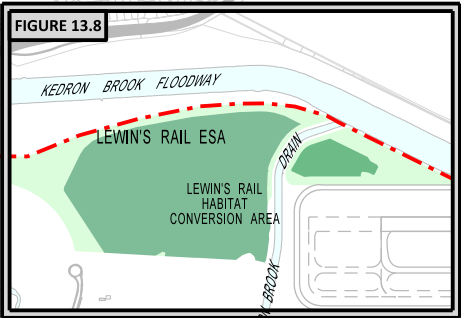 FIGURE 13.8
KEDRON BROOK FLOODWAY
LEWIN'S RAIL ESA
DRAIN
LEWIN'S RAIL
HABITAT
CONVERSION AREA
BROOK